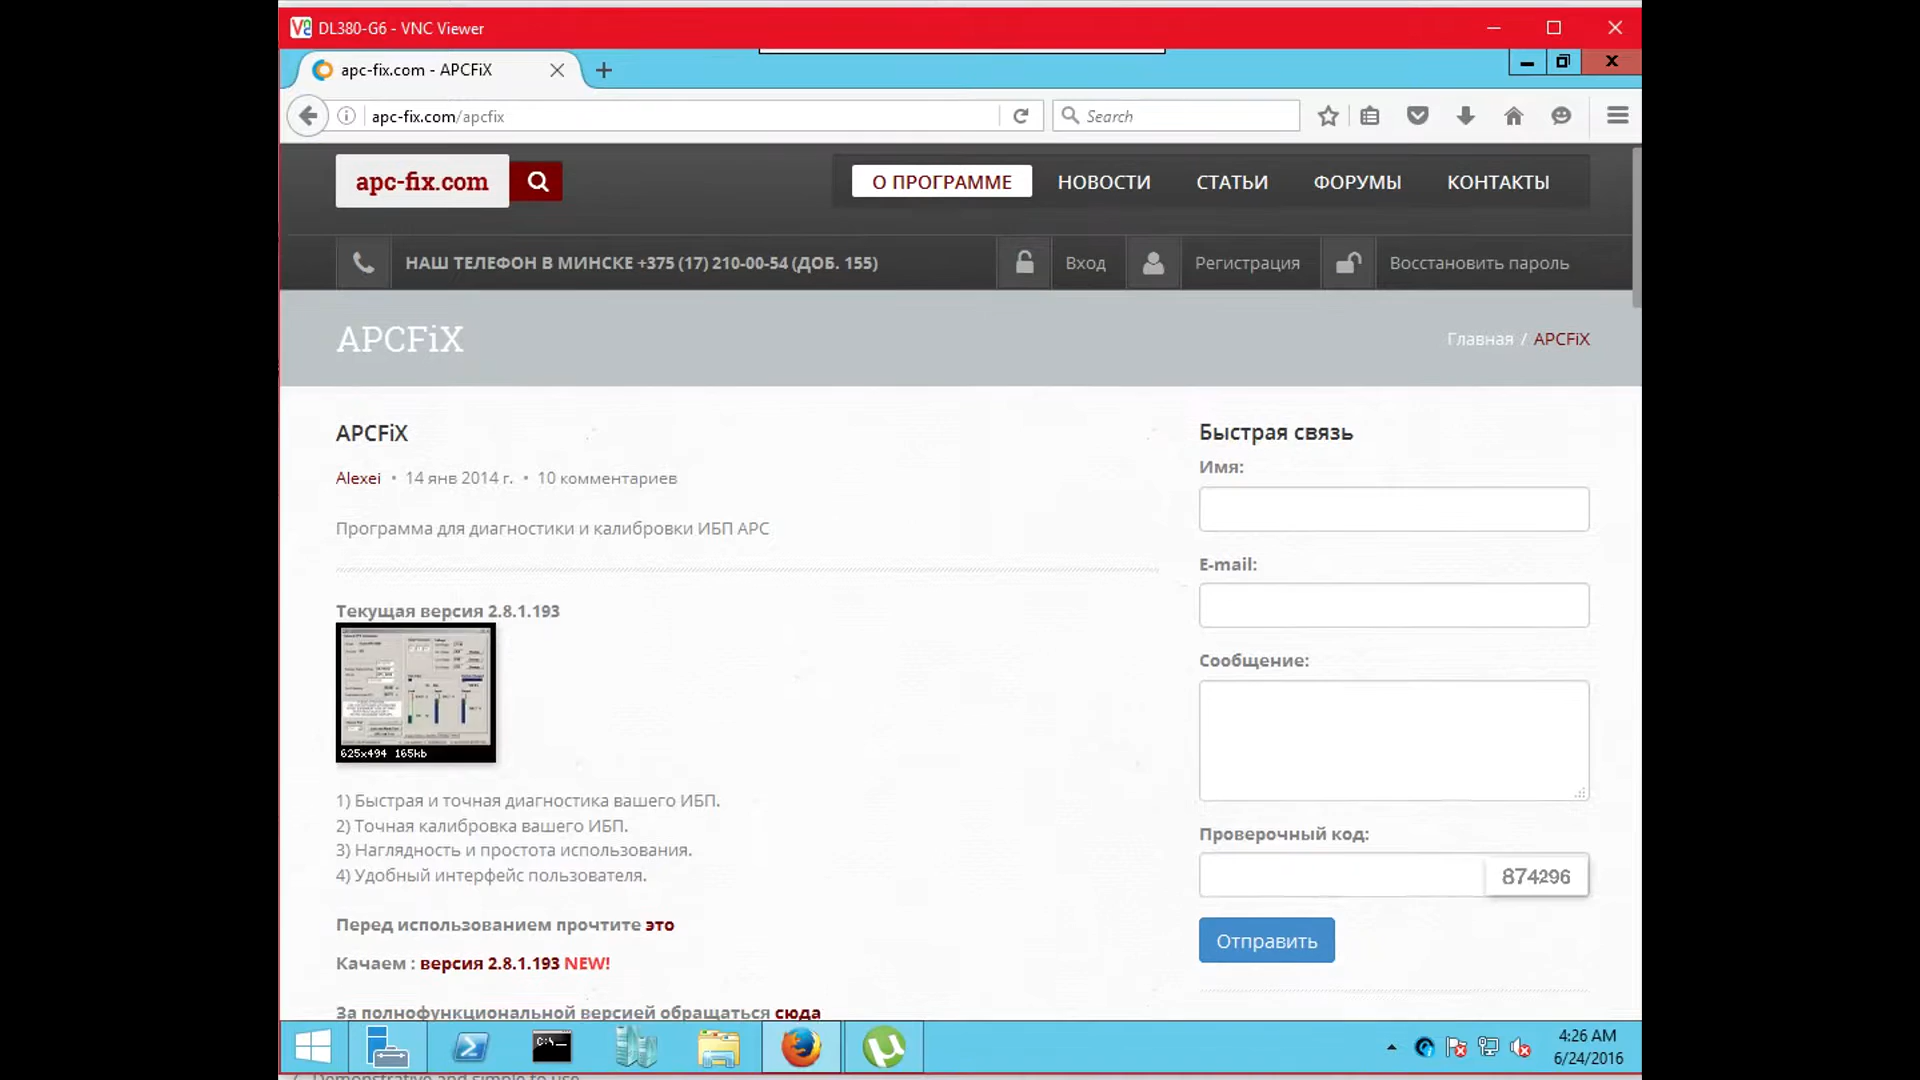 DL380-G6 - VNC Viewer
apc-fix.com - APCFiX
apc-fix.com/apcfix
Search
apc-fix.com
О ПРОГРАММЕ
НОВОСТИ
СТАТЬИ
ФОРУМЫ
КОНТАКТЫ
НАШ ТЕЛЕФОН В МИНСКЕ +375 (17) 210-00-54 (ДОБ. 155)
Вход
Регистрация
Восстановить пароль
APCFiX
Главная / APCFiX
APCFiX
Alexei • 14 янв 2014 г. • 10 комментариев
Программа для диагностики и калибровки ИБП APC
Текущая версия 2.8.1.193
625x494 165kb
1) Быстрая и точная диагностика вашего ИБП.
2) Точная калибровка вашего ИБП.
3) Наглядность и простота использования.
4) Удобный интерфейс пользователя.
Перед использованием прочтите это
Качаем : версия 2.8.1.193 NEW!
За полнофункциональной версией обращаться сюда
Быстрая связь
Имя:
E-mail:
Сообщение:
Проверочный код:
874296
Отправить
4:26 AM
6/24/2016
Demonstrative and simple to use